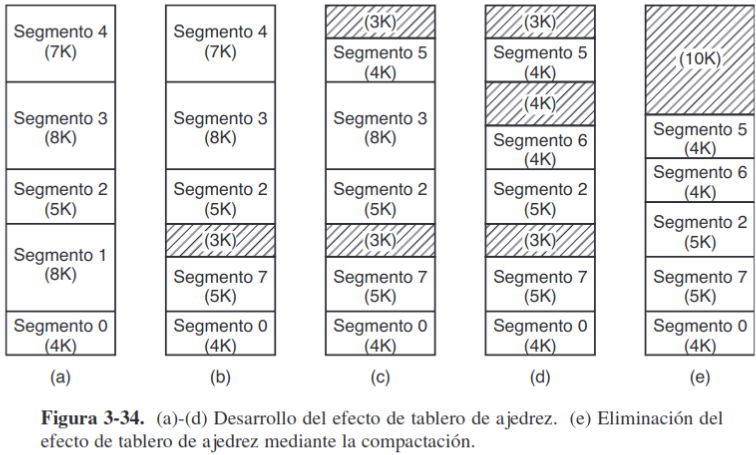 Segmento 4
(7K)
Segmento 3
(8K)
Segmento 2
(5K)
Segmento 1
(8K)
Segmento 0
(4K)
(a)
Segmento 4
(7K)
Segmento 3
(8K)
Segmento 2
(5K)
(3K)
Segmento 7
(5K)
Segmento 0
(4K)
(b)
(3K)
Segmento 5
(4K)
Segmento 3
(8K)
Segmento 2
(5K)
(3K)
Segmento 7
(5K)
Segmento 0
(4K)
(c)
(3K)
Segmento 5
(4K)
(4K)
Segmento 6
(4K)
Segmento 2
(5K)
(3K)
Segmento 7
(5K)
Segmento 0
(4K)
(d)
(10K)
Segmento 5
(4K)
Segmento 6
(4K)
Segmento 2
(5K)
Segmento 7
(5K)
Segmento 0
(4K)
(e)
Figura 3-34. (a)-(d) Desarrollo del efecto de tablero de ajedrez. (e) Eliminación del
efecto de tablero de ajedrez mediante la compactación.